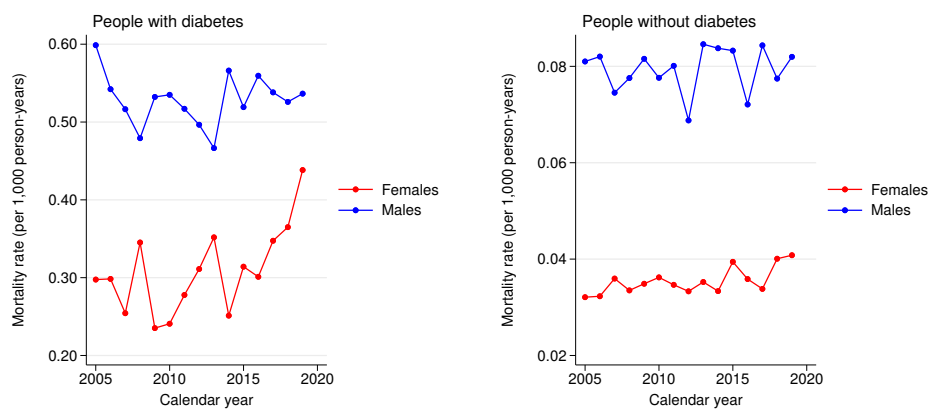 People with diabetes
Mortality rate (per 1,000 person-years)
0.60
0.50
0.40
0.30
0.20
2005
2010
2015
2020
Calendar year
Females
Males
People without diabetes
Mortality rate (per 1,000 person-years)
0.08
0.06
0.04
0.02
2005
2010
2015
2020
Calendar year
Females
Males